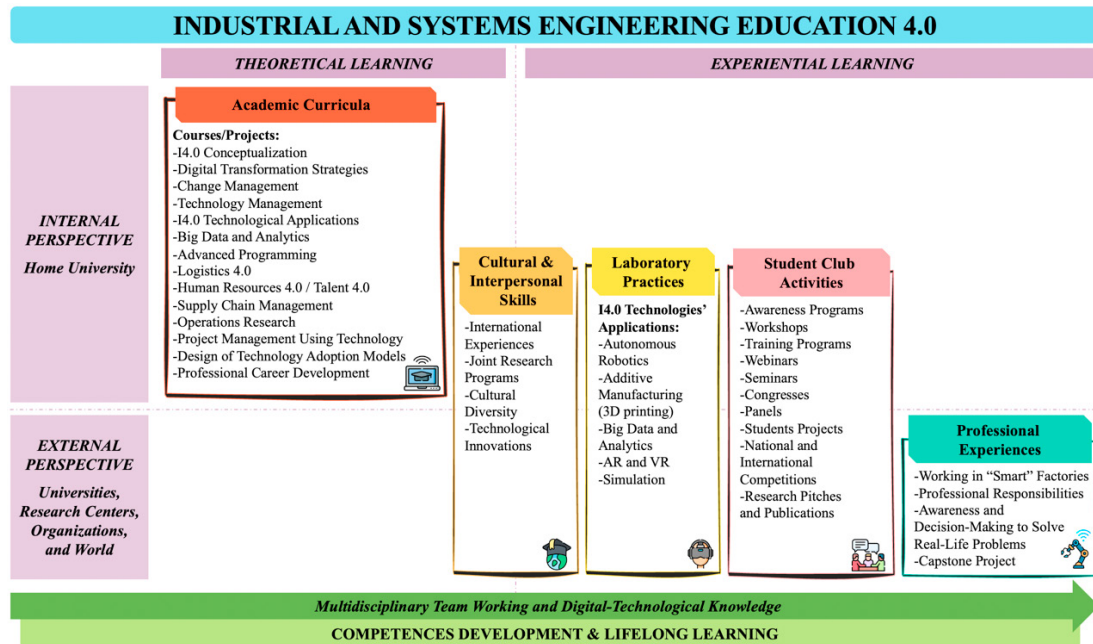 INDUSTRIAL AND SYSTEMS ENGINEERING EDUCATION 4.0
THEORETICAL LEARNING
EXPERIENTIAL LEARNING
INTERNAL
PERSPECTIVE
Home University
Academic Curricula
Courses/Projects:
-I4.0 Conceptualization
-Digital Transformation Strategies
-Change Management
-Technology Management
-I4.0 Technological Applications
-Big Data and Analytics
-Advanced Programming
-Logistics 4.0
-Human Resources 4.0 / Talent 4.0
-Supply Chain Management
-Operations Research
-Project Management Using Technology
-Design of Technology Adoption Models
-Professional Career Development
Cultural &
Interpersonal
Skills
-International
Experiences
-Joint Research
Programs
-Cultural
Diversity
-Technological
Innovations
Laboratory
Practices
I4.0 Technologies’
Applications:
-Autonomous
Robotics
-Additive
Manufacturing
(3D printing)
-Big Data and
Analytics
-AR and VR
-Simulation
Student Club
Activities
-Awareness Programs
-Workshops
-Training Programs
-Webinars
-Seminars
-Congresses
-Panels
-Students Projects
-National and
International
Competitions
-Research Pitches
and Publications
EXTERNAL
PERSPECTIVE
Universities,
Research Centers,
Organizations,
and World
Professional
Experiences
-Working in “Smart” Factories
-Professional Responsibilities
-Awareness and
Decision-Making to Solve
Real-Life Problems
-Capstone Project
Multidisciplinary Team Working and Digital-Technological Knowledge
COMPETENCES DEVELOPMENT & LIFELONG LEARNING